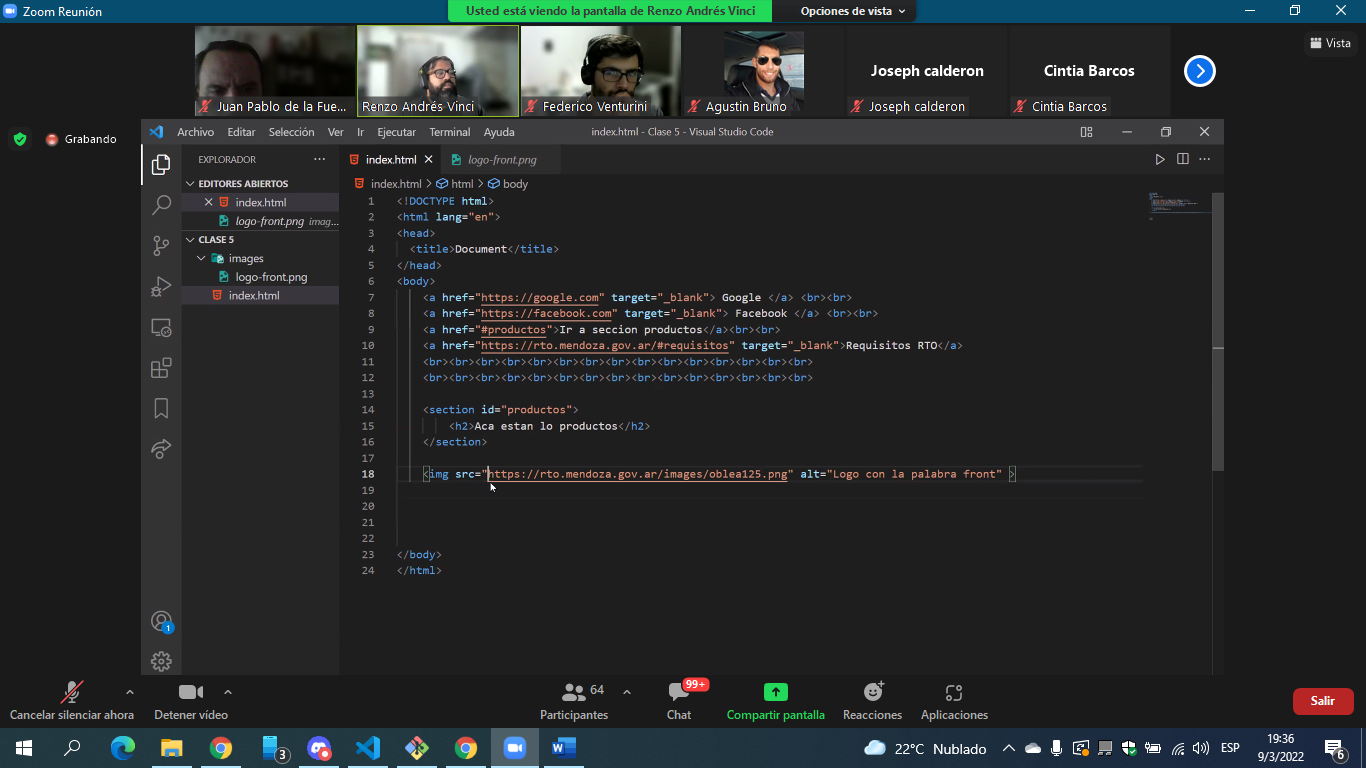 Zoom Reunión
Usted está viendo la pantalla de Renzo Andrés Vinci
Opciones de vista
Vista
Juan Pablo de la Fue...
Renzo Andrés Vinci
Federico Venturini
Agustin Bruno
Joseph calderon
Joseph calderon
Cintia Barcos
Cintia Barcos
Grabando
Archivo Editar Selección Ver Ir Ejecutar Terminal Ayuda
index.html - Clase 5 - Visual Studio Code
EXPLORADOR
EDITORES ABIERTOS
index.html
logo-front.png imag...
CLASE 5
images
logo-front.png
index.html
index.html
logo-front.png
index.html > html > body
1 <!DOCTYPE html>
2 <html lang="en">
3 <head>
4 <title>Document</title>
5 </head>
6 <body>
7 <a href="https://google.com" target="_blank"> Google </a> <br><br>
8 <a href="https://facebook.com" target="_blank"> Facebook </a> <br><br>
9 <a href="#productos">Ir a seccion productos</a><br><br>
10 <a href="https://rto.mendoza.gov.ar/#requisitos" target="_blank">Requisitos RTO</a>
11 <br><br><br><br><br><br><br><br><br><br><br><br><br><br><br>
12 <br><br><br><br><br><br><br><br><br><br><br><br><br><br><br>
13
14 <section id="productos">
15 <h2>Aca estan lo productos</h2>
16 </section>
17
18 <img src="https://rto.mendoza.gov.ar/images/oblea125.png" alt="Logo con la palabra front" >
19
20
21
22
23 </body>
24 </html>
1
Cancelar silenciar ahora
Detener video
64
Participantes
99+
Chat
Compartir pantalla
Reacciones
Aplicaciones
Salir
3
22°C Nublado
ESP
19:36
9/3/2022
6